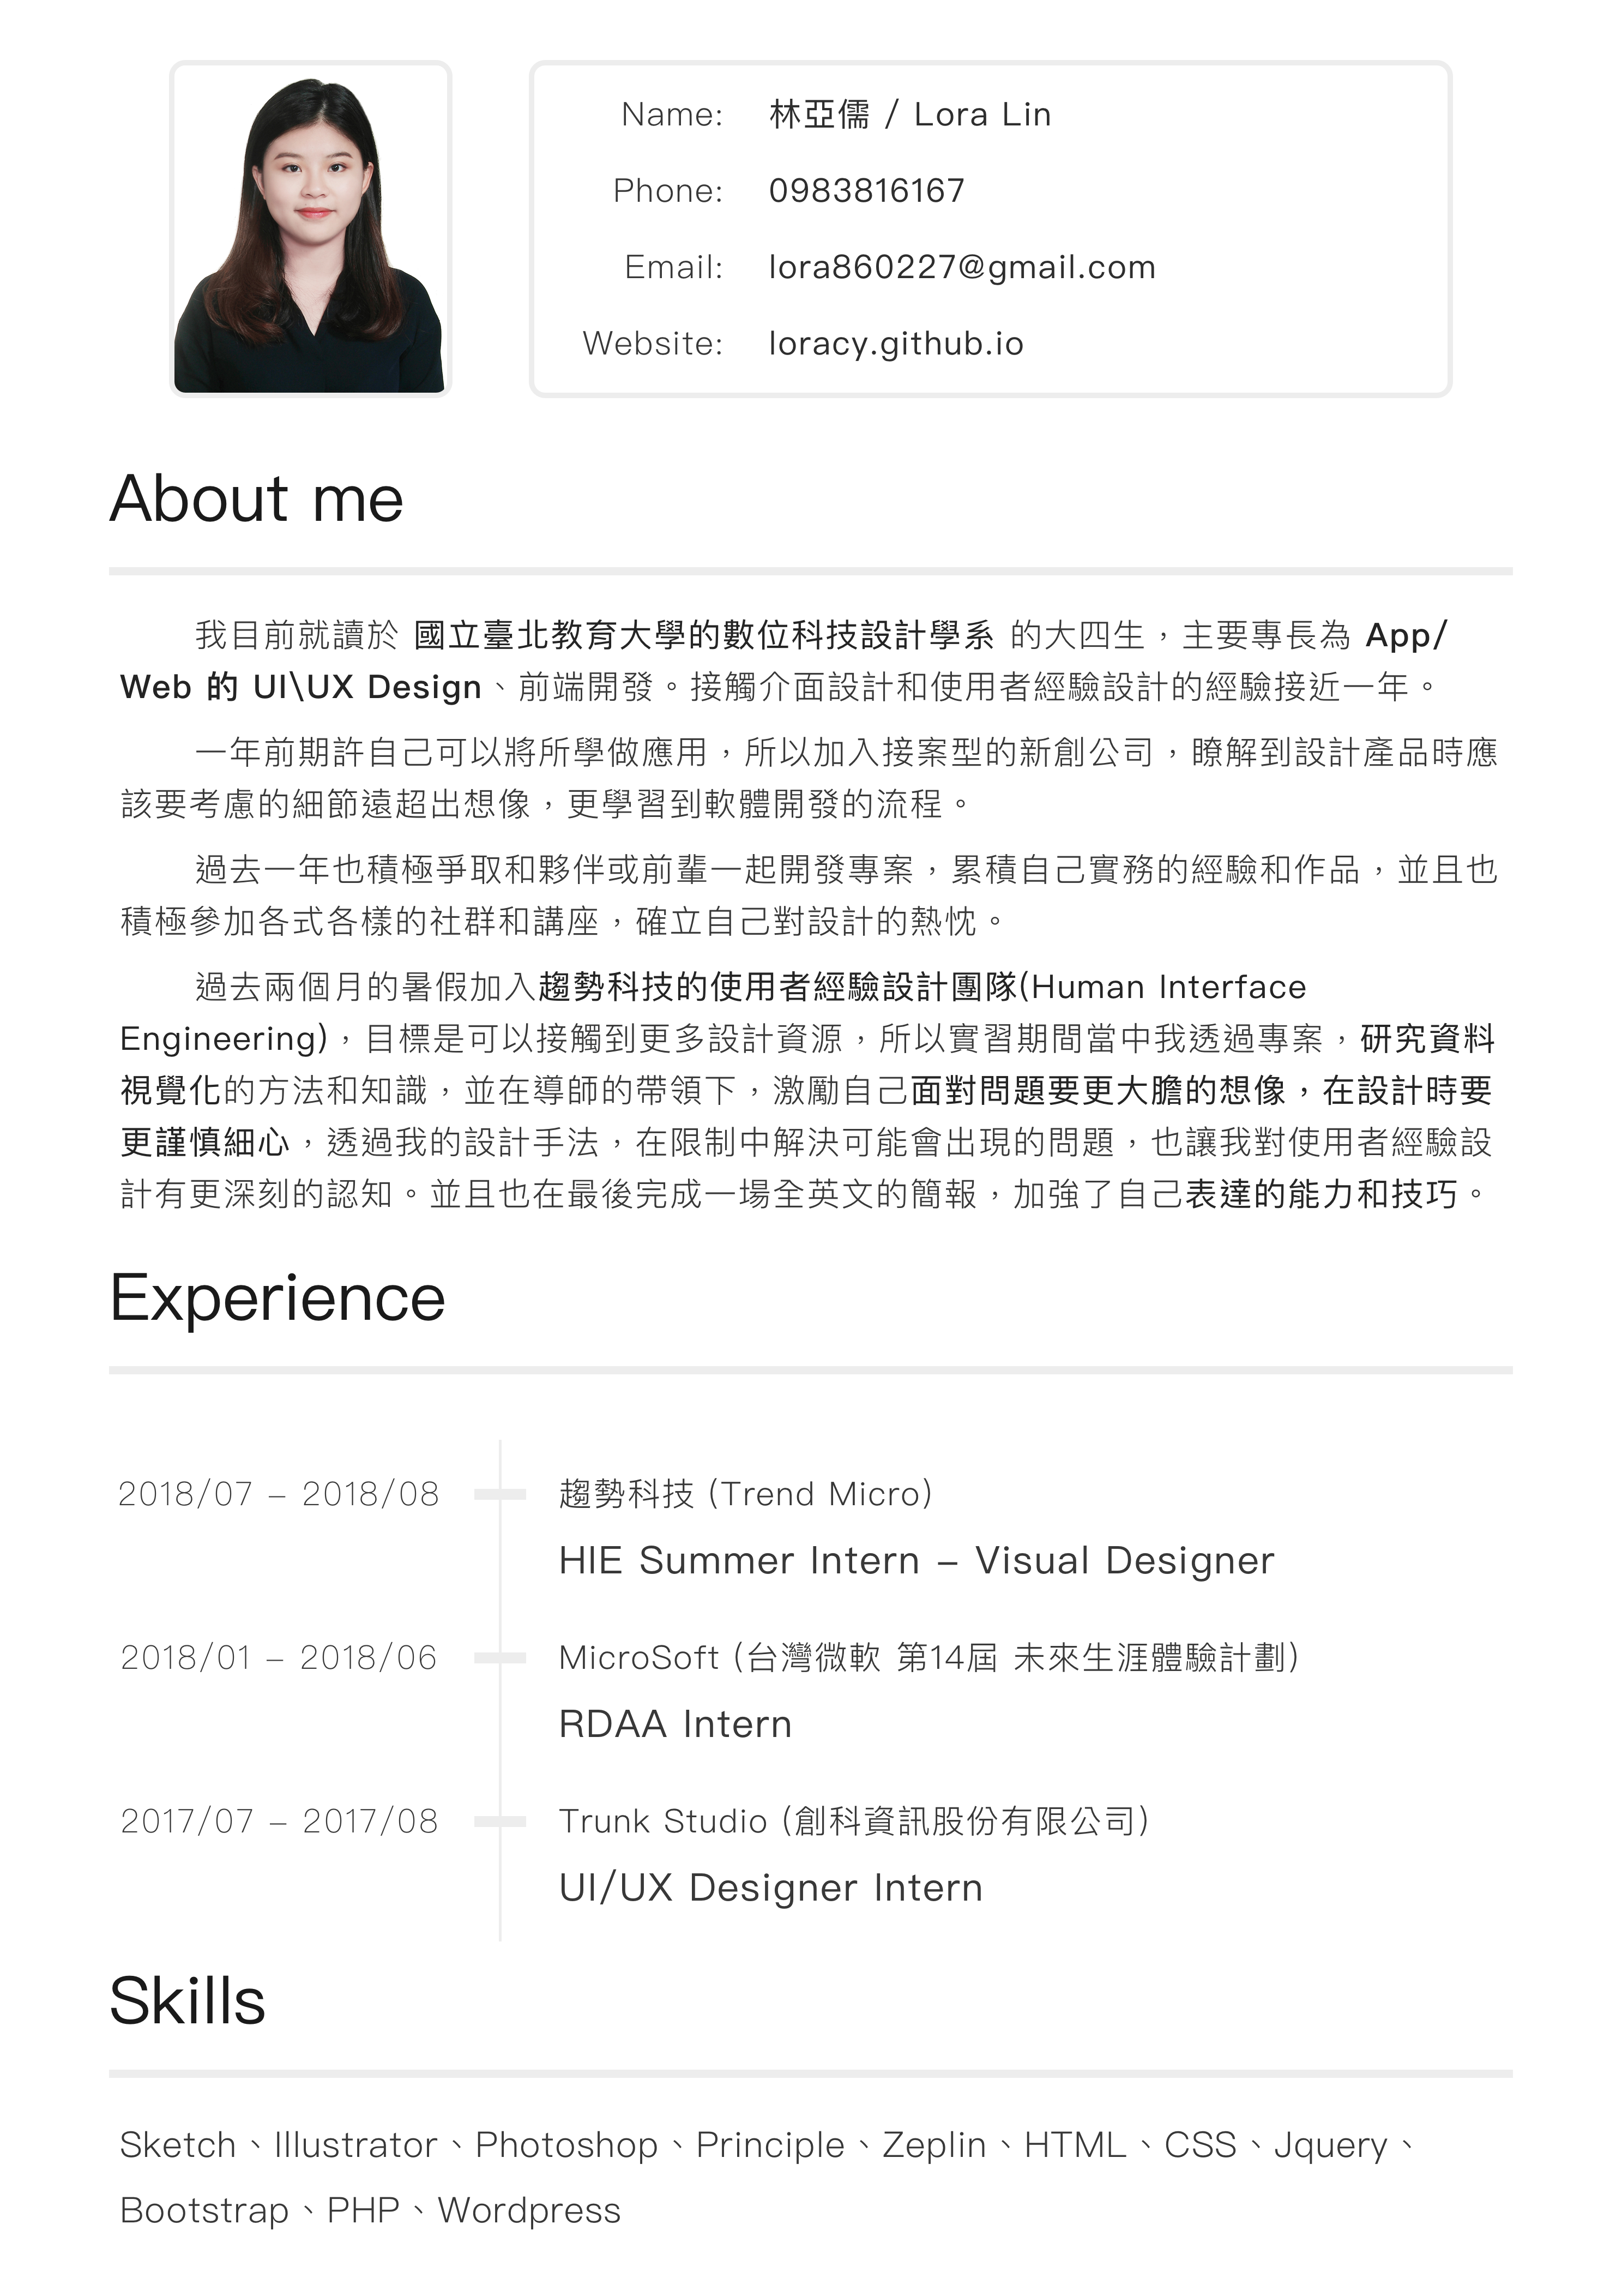 Name: 林亞儒 / Lora Lin
Phone: 0983816167
Email: lora860227@gmail.com
Website: loracy.github.io
About me
我目前就讀於 國立臺北教育大學的數位科技設計學系 的大四生，主要專長為 App/
Web 的 UI\UX Design、前端開發。接觸介面設計和使用者經驗設計的經驗接近一年。
一年前期許自己可以將所學做應用，所以加入接案型的新創公司，瞭解到設計產品時應
該要考慮的細節遠超出想像，更學習到軟體開發的流程。
過去一年也積極爭取和夥伴或前輩一起開發專案，累積自己實務的經驗和作品，並且也
積極參加各式各樣的社群和講座，確立自己對設計的熱忱。
過去兩個月的暑假加入趨勢科技的使用者經驗設計團隊(Human Interface
Engineering)，目標是可以接觸到更多設計資源，所以實習期間當中我透過專案，研究資料
視覺化的方法和知識，並在導師的帶領下，激勵自己面對問題要更大膽的想像，在設計時要
更謹慎細心，透過我的設計手法，在限制中解決可能會出現的問題，也讓我對使用者經驗設
計有更深刻的認知。並且也在最後完成一場全英文的簡報，加強了自己表達的能力和技巧。
Experience
2018/07 – 2018/08 趨勢科技 (Trend Micro)
HIE Summer Intern – Visual Designer
2018/01 – 2018/06 MicroSoft (台灣微軟 第14屆 未來生涯體驗計劃)
RDAA Intern
2017/07 – 2017/08 Trunk Studio (創科資訊股份有限公司)
UI/UX Designer Intern
Skills
Sketch、Illustrator、Photoshop、Principle、Zeplin、HTML、CSS、Jquery、
Bootstrap、PHP、Wordpress